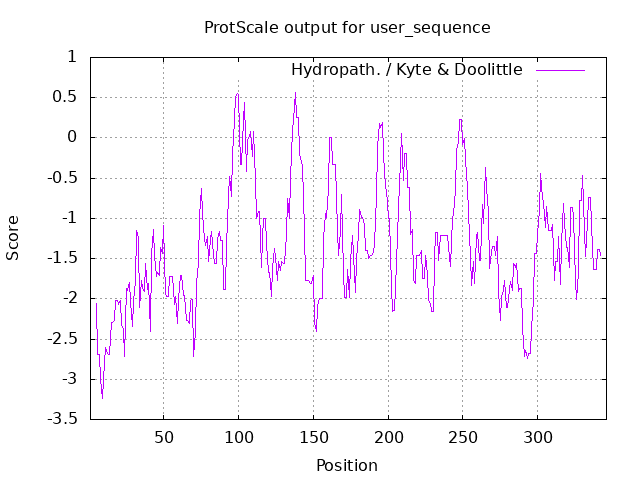 ProtScale output for user_sequence
Hydropath. / Kyte & Doolittle
1
0.5
0
-0.5
-1
-1.5
-2
-2.5
-3
-3.5
Score
50 100 150 200 250 300
Position